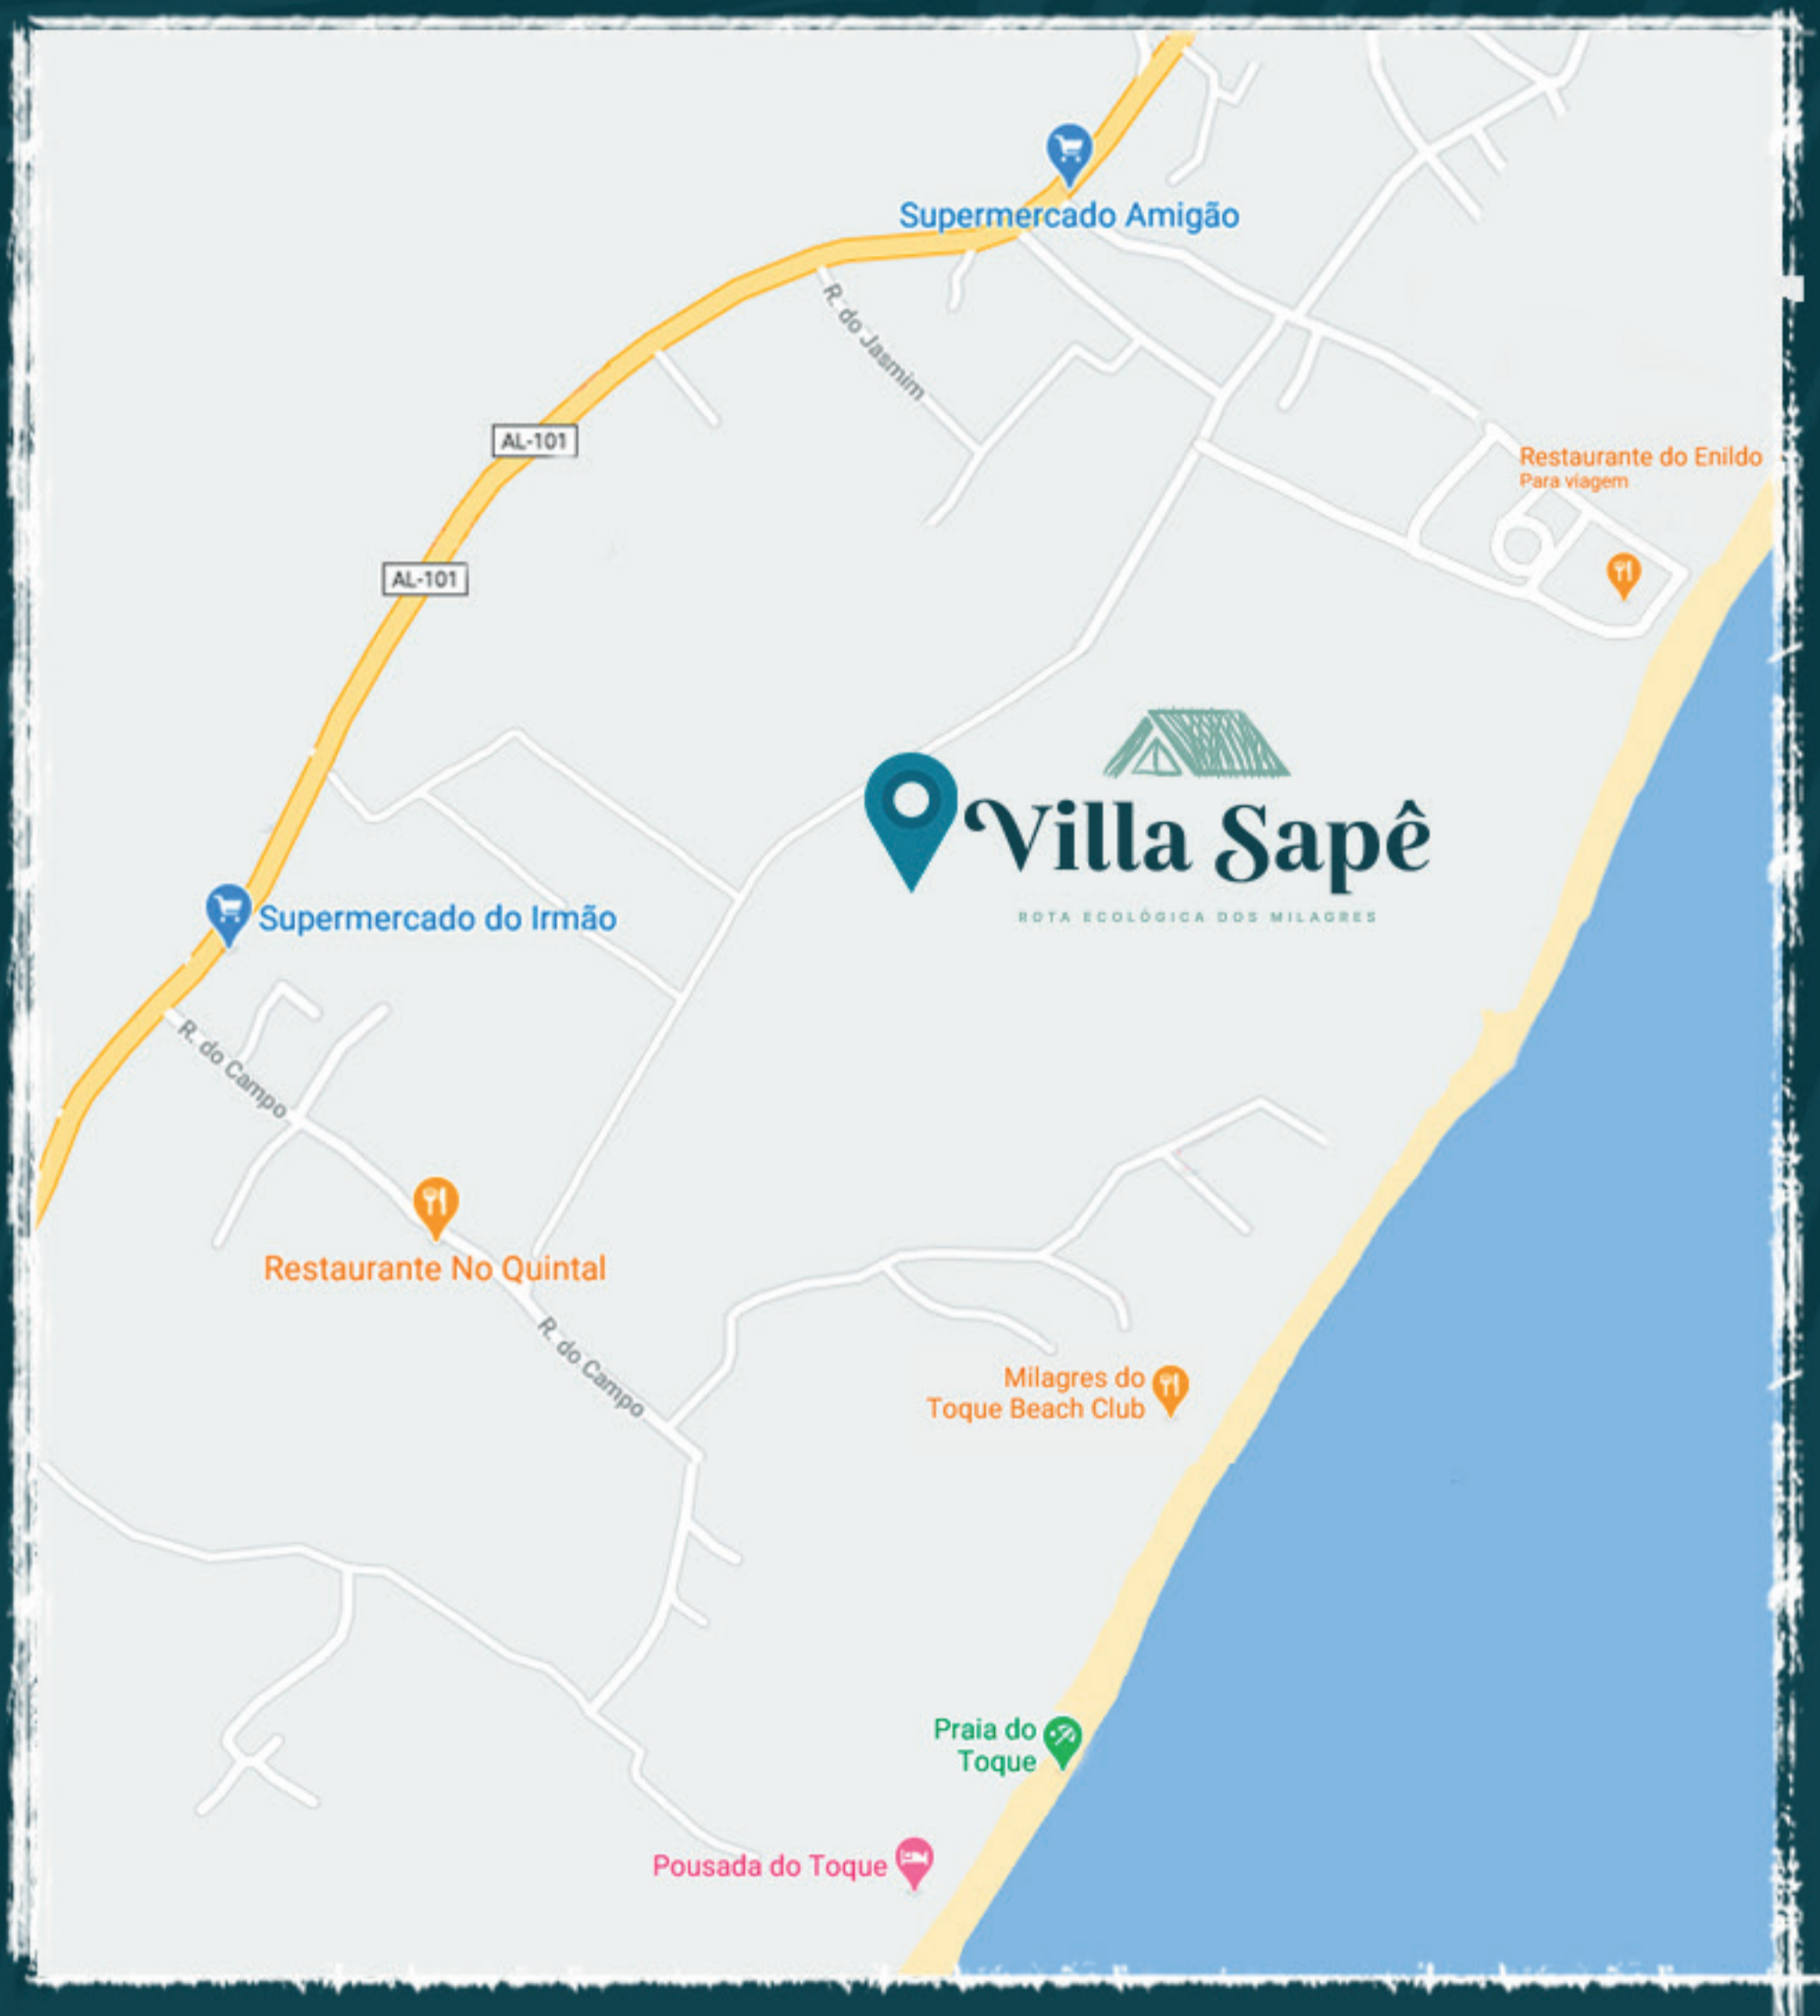 Supermercado Amigão
R. do Jasmim
AL-101
Restaurante do Enildo
Para viagem
AL-101
Villa Sapê
ROTA ECOLÓGICA DOS MILAGRES
Supermercado do Irmão
R. do Campo
Restaurante No Quintal
R. do Campo
Milagres do
Toque Beach Club
Praia do
Toque
Pousada do Toque